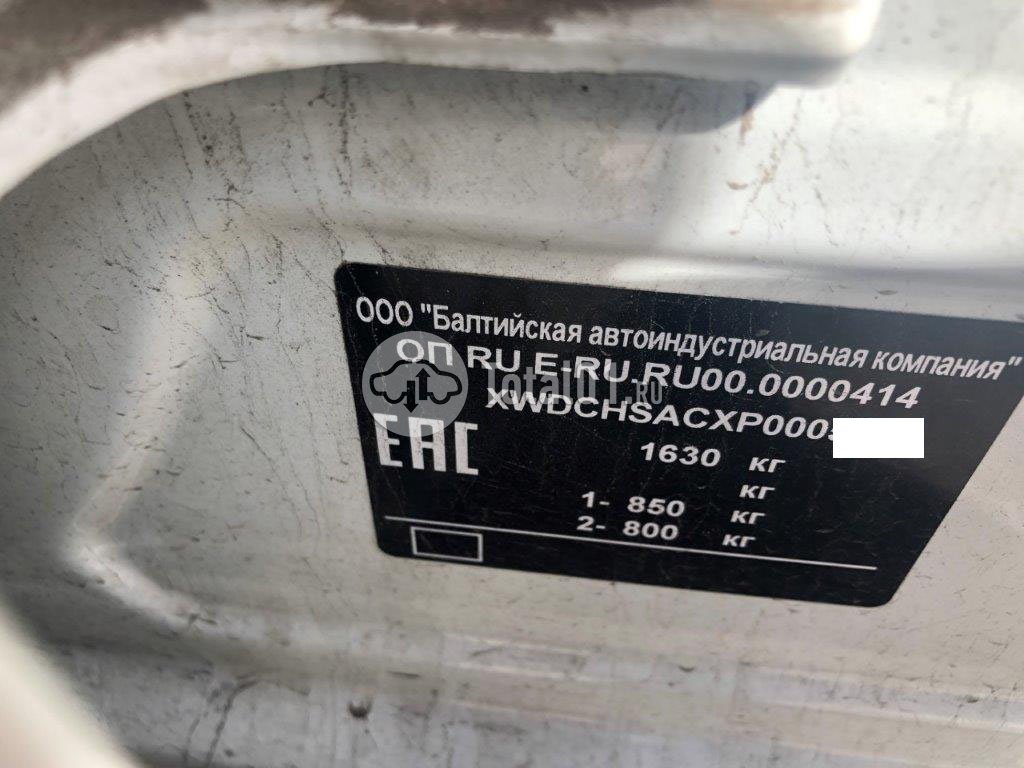 ООО "Балтийская автоиндустриальная компания"
ОП RU E-RU.RU00.0000414
XWDCHSACXP000
EAC
1630 кг
кг
1- 850 кг
2- 800 кг